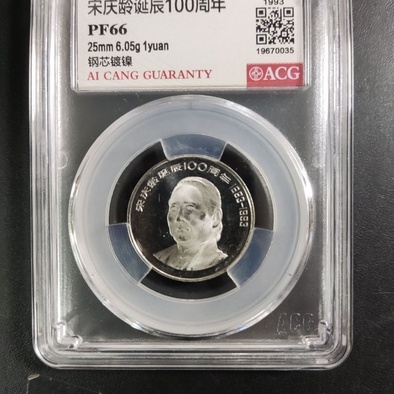 宋庆龄诞辰100周年
1993
PF66
25mm 6.05g 1yuan
19670035
钢芯镀镍
AI CANG GUARANTY
ACG
宋庆龄诞辰100周年 1893-1993
ACG